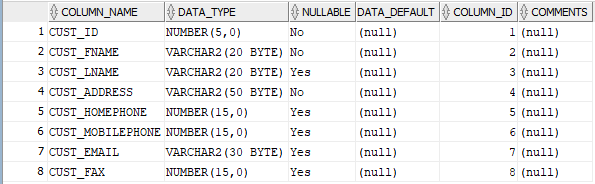 COLUMN_NAME DATA_TYPE NULLABLE DATA_DEFAULT COLUMN_ID COMMENTS
1 CUST_ID NUMBER(5,0) No (null) 1 (null)
2 CUST_FNAME VARCHAR2(20 BYTE) No (null) 2 (null)
3 CUST_LNAME VARCHAR2(20 BYTE) Yes (null) 3 (null)
4 CUST_ADDRESS VARCHAR2(50 BYTE) No (null) 4 (null)
5 CUST_HOMEPHONE NUMBER(15,0) Yes (null) 5 (null)
6 CUST_MOBILEPHONE NUMBER(15,0) Yes (null) 6 (null)
7 CUST_EMAIL VARCHAR2(30 BYTE) Yes (null) 7 (null)
8 CUST_FAX NUMBER(15,0) Yes (null) 8 (null)